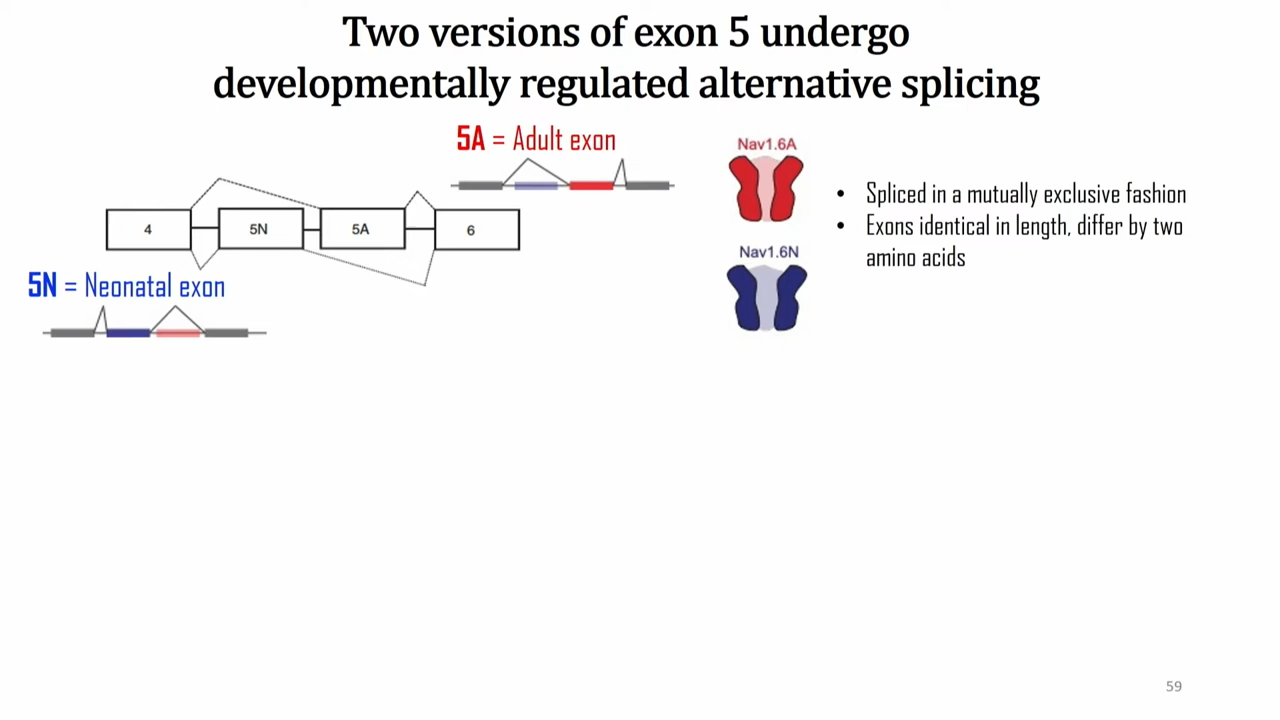 Two versions of exon 5 undergo
developmentally regulated alternative splicing
5A = Adult exon
4
5N
5A
6
5N = Neonatal exon
Nav1.6A
Nav1.6N
• Spliced in a mutually exclusive fashion
• Exons identical in length, differ by two
amino acids
59